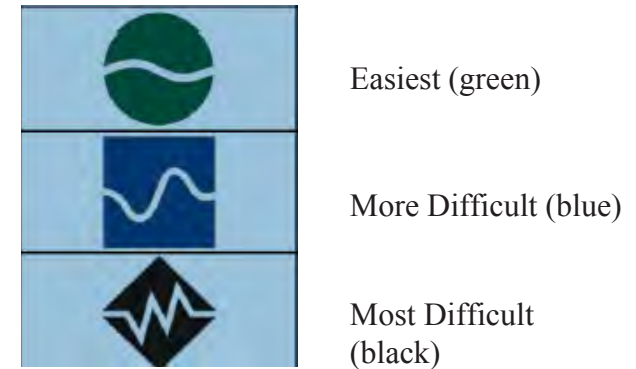 Easiest (green)
More Difficult (blue)
Most Difficult
(black)